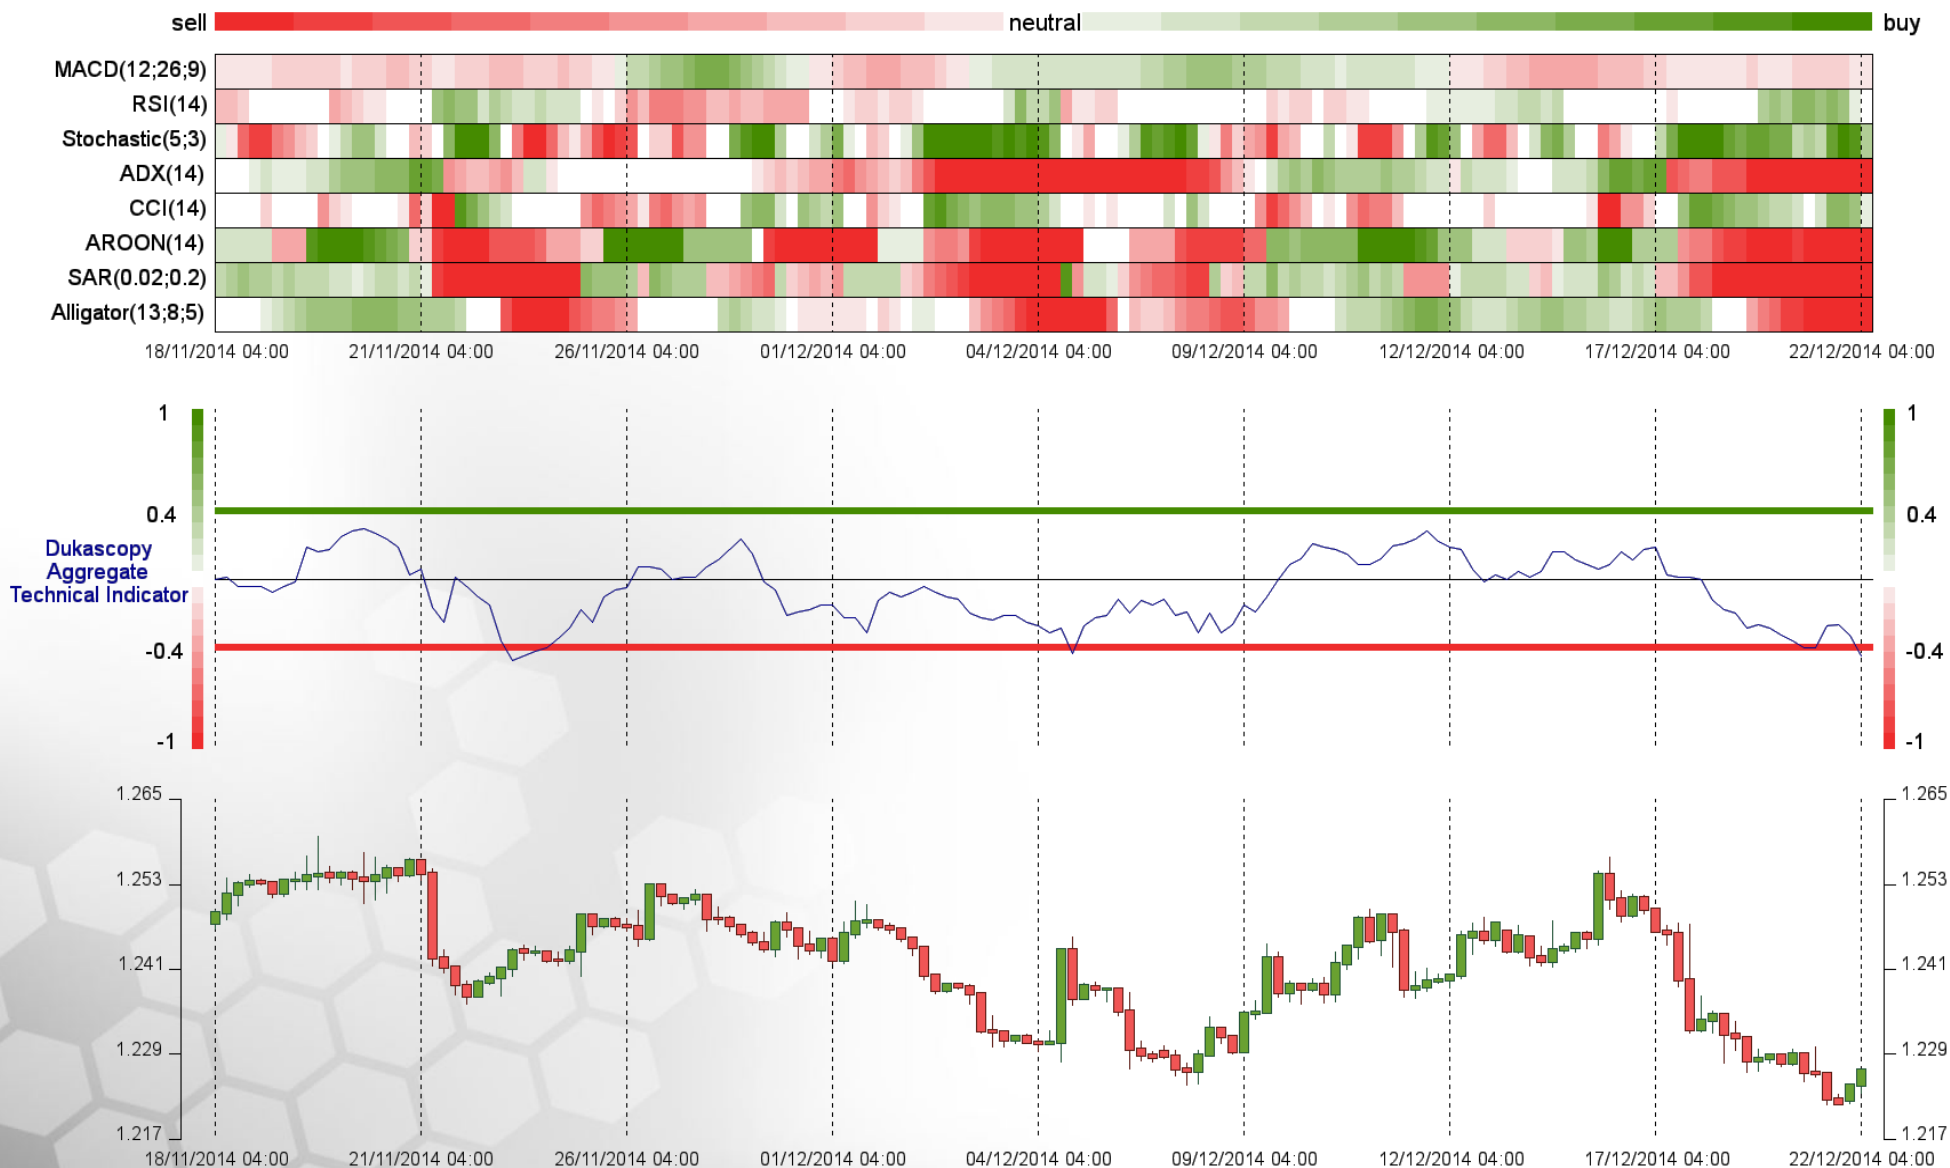 sell neutral buy
MACD(12;26;9)
RSI(14)
Stochastic(5;3)
ADX(14)
CCI(14)
AROON(14)
SAR(0.02;0.2)
Alligator(13;8;5)
18/11/2014 04:00 21/11/2014 04:00 26/11/2014 04:00 01/12/2014 04:00 04/12/2014 04:00 09/12/2014 04:00 12/12/2014 04:00 17/12/2014 04:00 22/12/2014 04:00
1 1
0.4 0.4
Dukascopy
Aggregate
Technical Indicator
-0.4 -0.4
-1 -1
1.265 1.265
1.253 1.253
1.241 1.241
1.229 1.229
1.217 1.217
18/11/2014 04:00 21/11/2014 04:00 26/11/2014 04:00 01/12/2014 04:00 04/12/2014 04:00 09/12/2014 04:00 12/12/2014 04:00 17/12/2014 04:00 22/12/2014 04:00